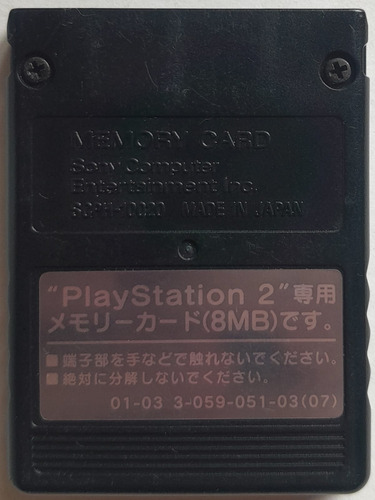 MEMORY CARD
Sony Computer
Entertainment Inc.
SCPH-10020 MADE IN JAPAN
“PlayStation 2”専用
メモリーカード(8MB)です。
■端子部を手などで触れないでください。
■絶対に分解しないでください。
01-03 3-059-051-03(07)